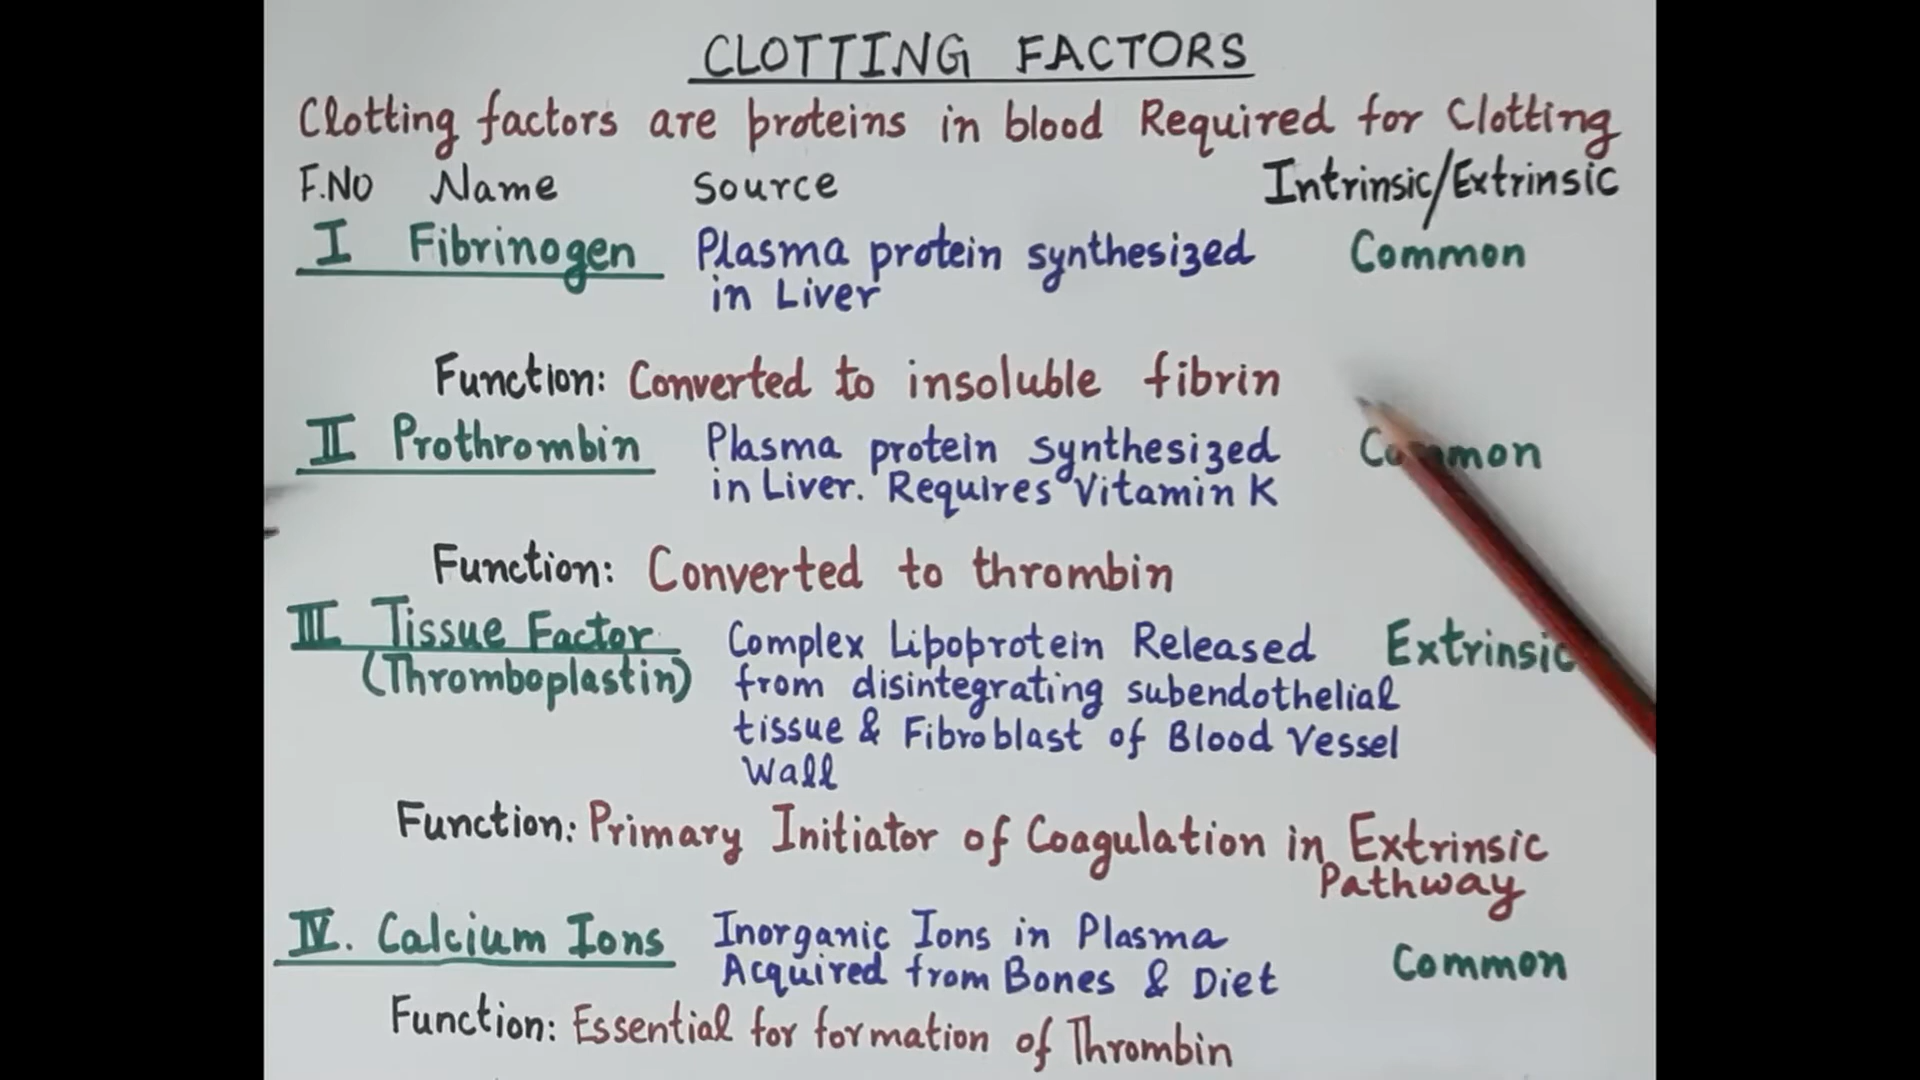 CLOTTING FACTORS
Clotting factors are proteins in blood Required for Clotting
F.No Name Source Intrinsic/Extrinsic
I Fibrinogen Plasma protein synthesized Common
in Liver
Function: Converted to insoluble fibrin
II Prothrombin Plasma protein synthesized Common
in Liver. Requires Vitamin K
Function: Converted to thrombin
III Tissue Factor Complex Lipoprotein Released Extrinsic
(Thromboplastin) from disintegrating subendothelial
tissue & Fibroblast of Blood Vessel
Wall
Function: Primary Initiator of Coagulation in Extrinsic
Pathway
IV. Calcium Ions Inorganic Ions in Plasma Common
Acquired from Bones & Diet
Function: Essential for formation of Thrombin